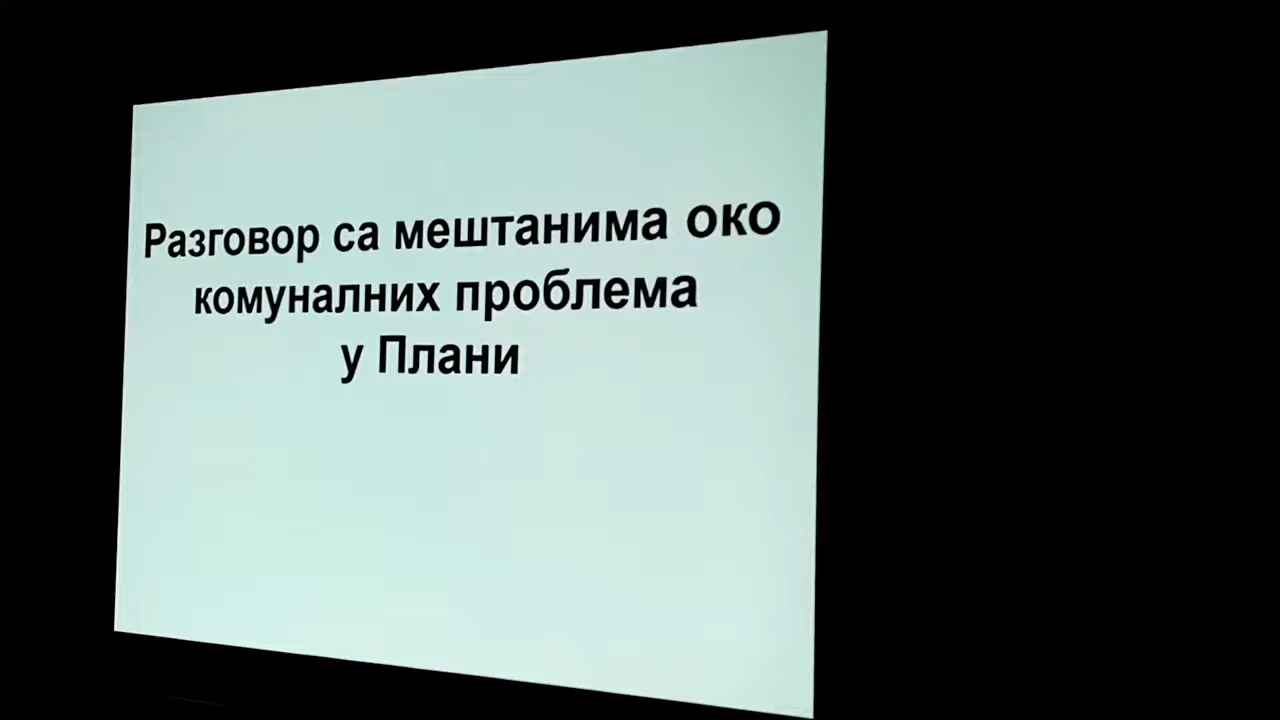 Разговор са мештанима око
комуналних проблема
у Плани